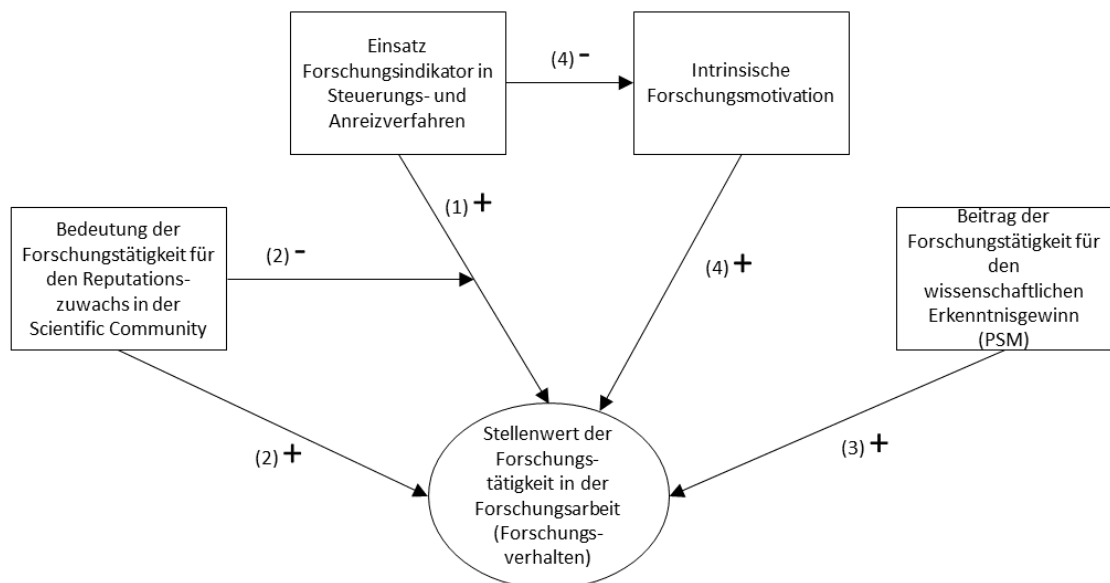 Einsatz
Forschungsindikator in
Steuerungs- und
Anreizverfahren
(4) -
Intrinsische
Forschungsmotivation
(1) +
Bedeutung der
Forschungstätigkeit für
den Reputations-
zuwachs in der
Scientific Community
(2) -
(4) +
Beitrag der
Forschungstätigkeit für
den
wissenschaftlichen
Erkenntnisgewinn
(PSM)
(2) +
Stellenwert der
Forschungs-
tätigkeit in der
Forschungsarbeit
(Forschungs-
verhalten)
(3) +